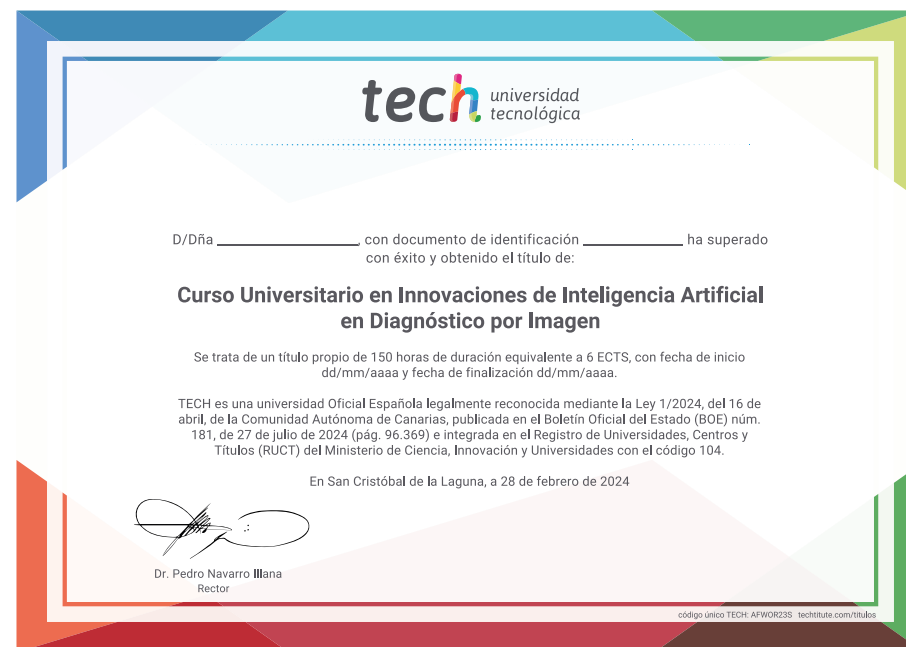 tech universidad
tecnológica
D/Dña ____________________, con documento de identificación ______________ ha superado
con éxito y obtenido el título de:
Curso Universitario en Innovaciones de Inteligencia Artificial
en Diagnóstico por Imagen
Se trata de un título propio de 150 horas de duración equivalente a 6 ECTS, con fecha de inicio
dd/mm/aaaa y fecha de finalización dd/mm/aaaa.
TECH es una universidad Oficial Española legalmente reconocida mediante la Ley 1/2024, del 16 de
abril, de la Comunidad Autónoma de Canarias, publicada en el Boletín Oficial del Estado (BOE) núm.
181, de 27 de julio de 2024 (pág. 96.369) e integrada en el Registro de Universidades, Centros y
Títulos (RUCT) del Ministerio de Ciencia, Innovación y Universidades con el código 104.
En San Cristóbal de la Laguna, a 28 de febrero de 2024
Dr. Pedro Navarro Illana
Rector
código único TECH: AFWOR23S techtitute.com/titulos